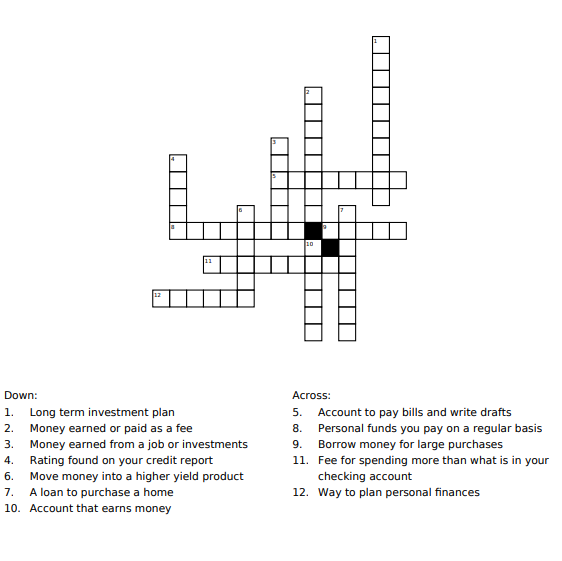 1
2
3
4
5
6
7
8
9
10
11
12
Down:
1. Long term investment plan
2. Money earned or paid as a fee
3. Money earned from a job or investments
4. Rating found on your credit report
6. Move money into a higher yield product
7. A loan to purchase a home
10. Account that earns money
Across:
5. Account to pay bills and write drafts
8. Personal funds you pay on a regular basis
9. Borrow money for large purchases
11. Fee for spending more than what is in your
checking account
12. Way to plan personal finances